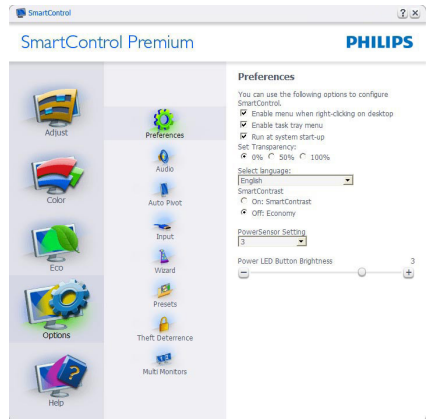 SmartControl
SmartControl Premium
PHILIPS
Adjust
Color
Eco
Options
Help
Preferences
Audio
Auto Pivot
Input
Wizard
Presets
Theft Deterrence
Multi Monitors
Preferences
You can use the following options to configure
SmartControl.
Enable menu when right-clicking on desktop
Enable task tray menu
Run at system start-up
Set Transparency:
0% 50% 100%
Select language:
English
SmartContrast
On: SmartContrast
Off: Economy
PowerSensor Setting
3
Power LED Button Brightness 3